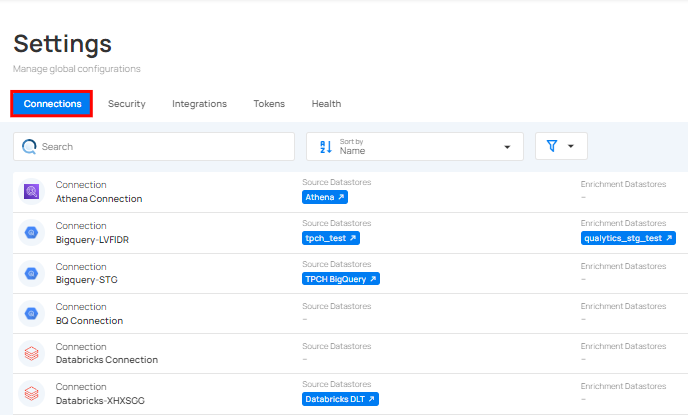 Settings
Manage global configurations
Connections Security Integrations Tokens Health
Search
Sort by
Name
Connection Source Datastores Enrichment Datastores
Athena Connection Athena –
Connection Source Datastores Enrichment Datastores
Bigquery-LVFIDR tpch_test qualytics_stg_test
Connection Source Datastores Enrichment Datastores
Bigquery-STG TPCH BigQuery –
Connection Source Datastores Enrichment Datastores
BQ Connection – –
Connection Source Datastores Enrichment Datastores
Databricks Connection – –
Connection Source Datastores Enrichment Datastores
Databricks-XHXSGG Databricks DLT –